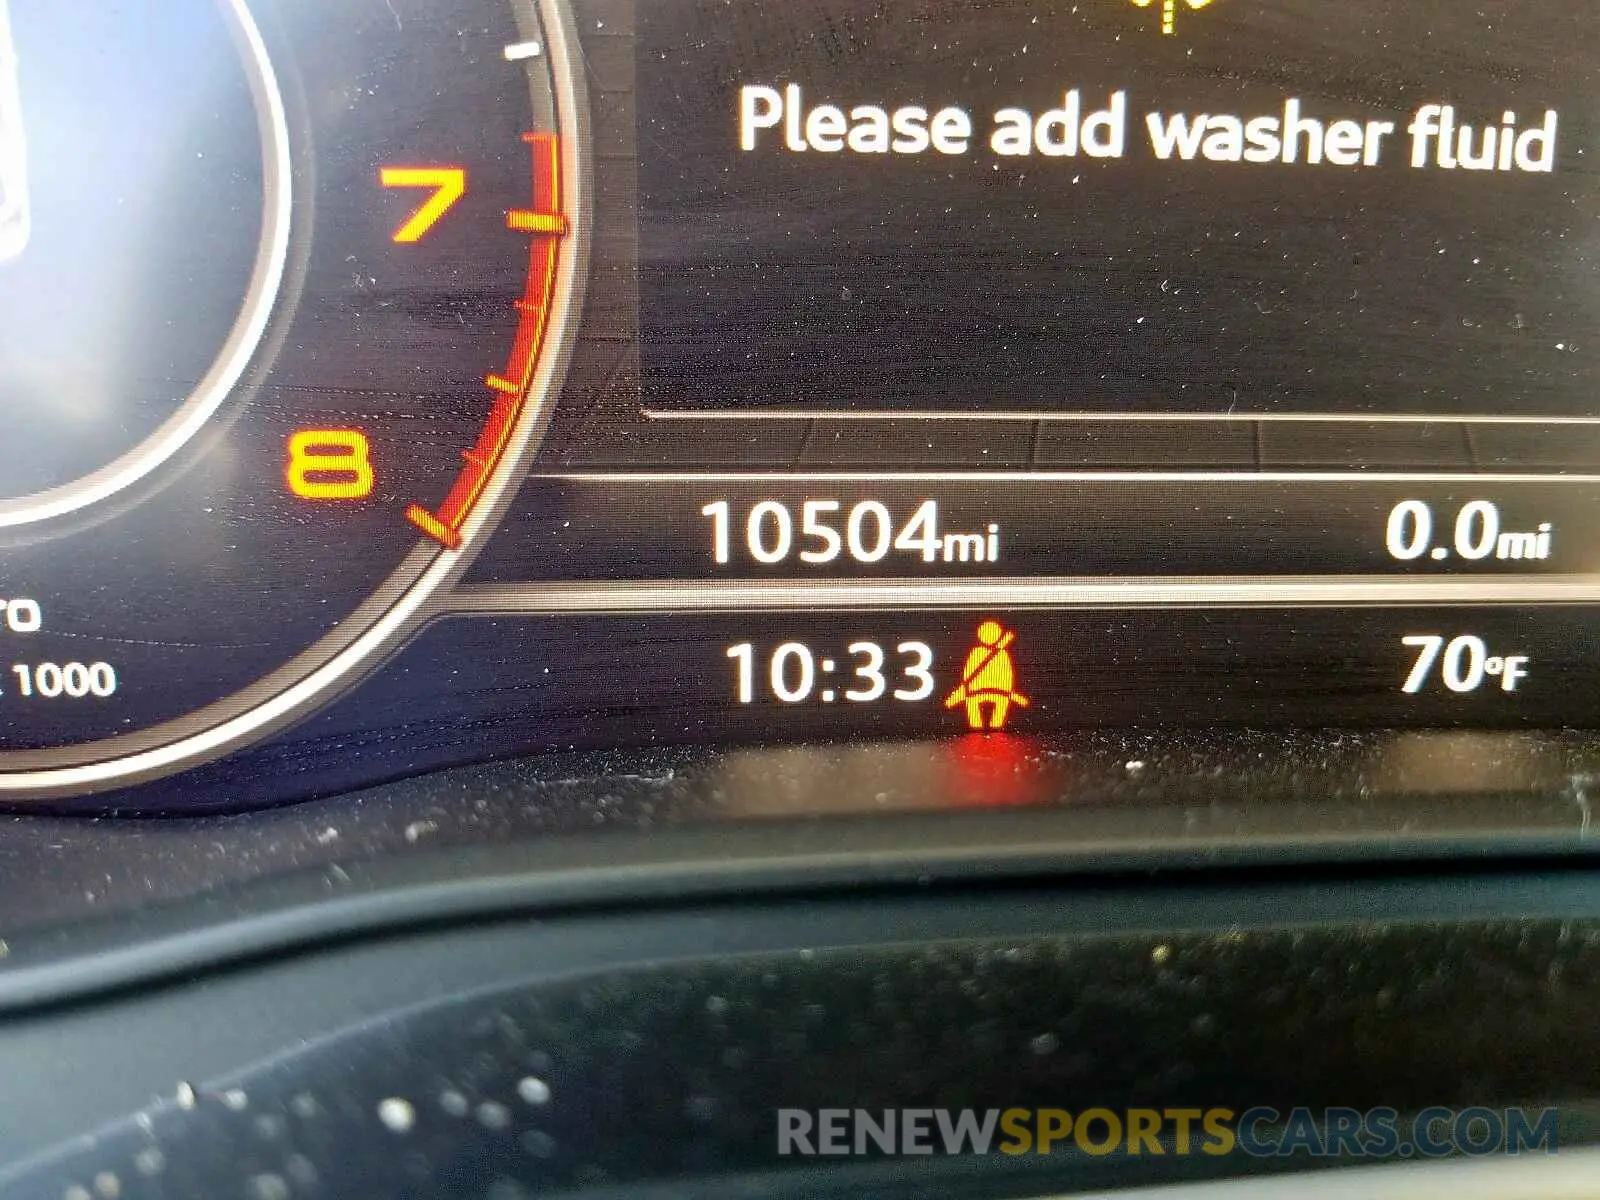 Please add washer fluid
7
8
10504mi 0.0mi
10:33 70°F
1000
RENEWSPORTSCARS.COM